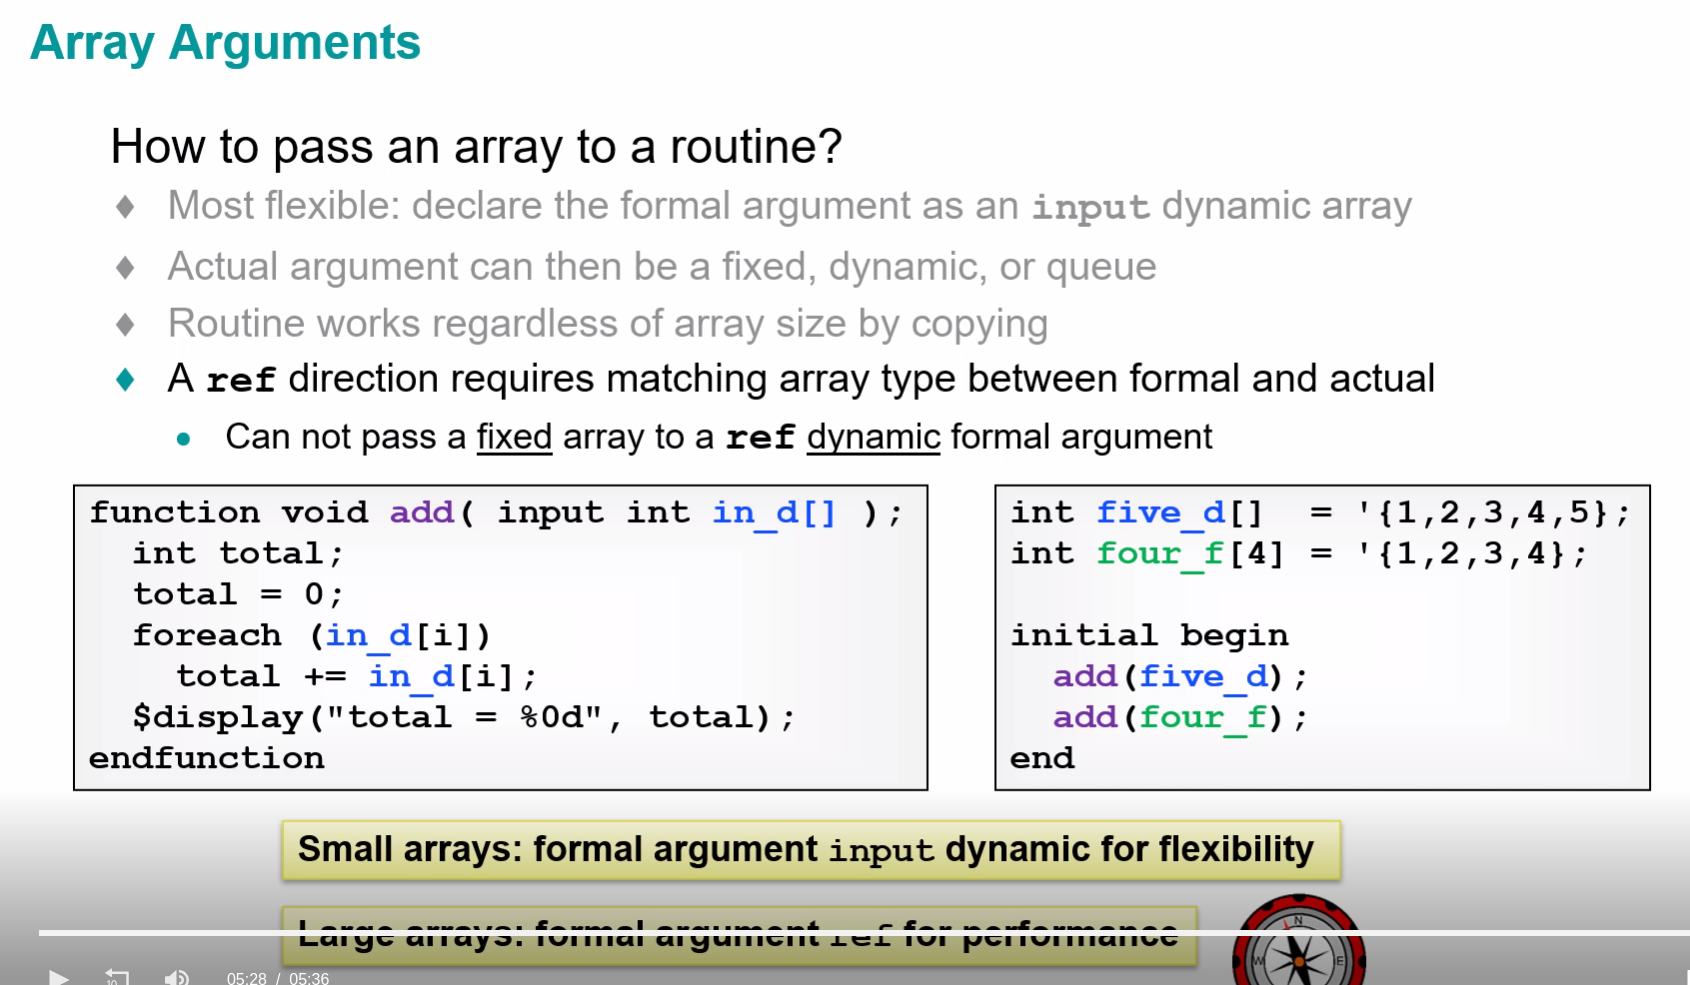 Array Arguments
How to pass an array to a routine?
♦ Most flexible: declare the formal argument as an input dynamic array
♦ Actual argument can then be a fixed, dynamic, or queue
♦ Routine works regardless of array size by copying
♦ A ref direction requires matching array type between formal and actual
• Can not pass a fixed array to a ref dynamic formal argument
function void add( input int in_d[] );
  int total;
  total = 0;
  foreach (in_d[i])
    total += in_d[i];
  $display("total = %0d", total);
endfunction
int five_d[]  = '{1,2,3,4,5};
int four_f[4] = '{1,2,3,4};
initial begin
  add(five_d);
  add(four_f);
end
Small arrays: formal argument input dynamic for flexibility
Large arrays: formal argument ref for performance
N
W E
10
05:28 / 05:36